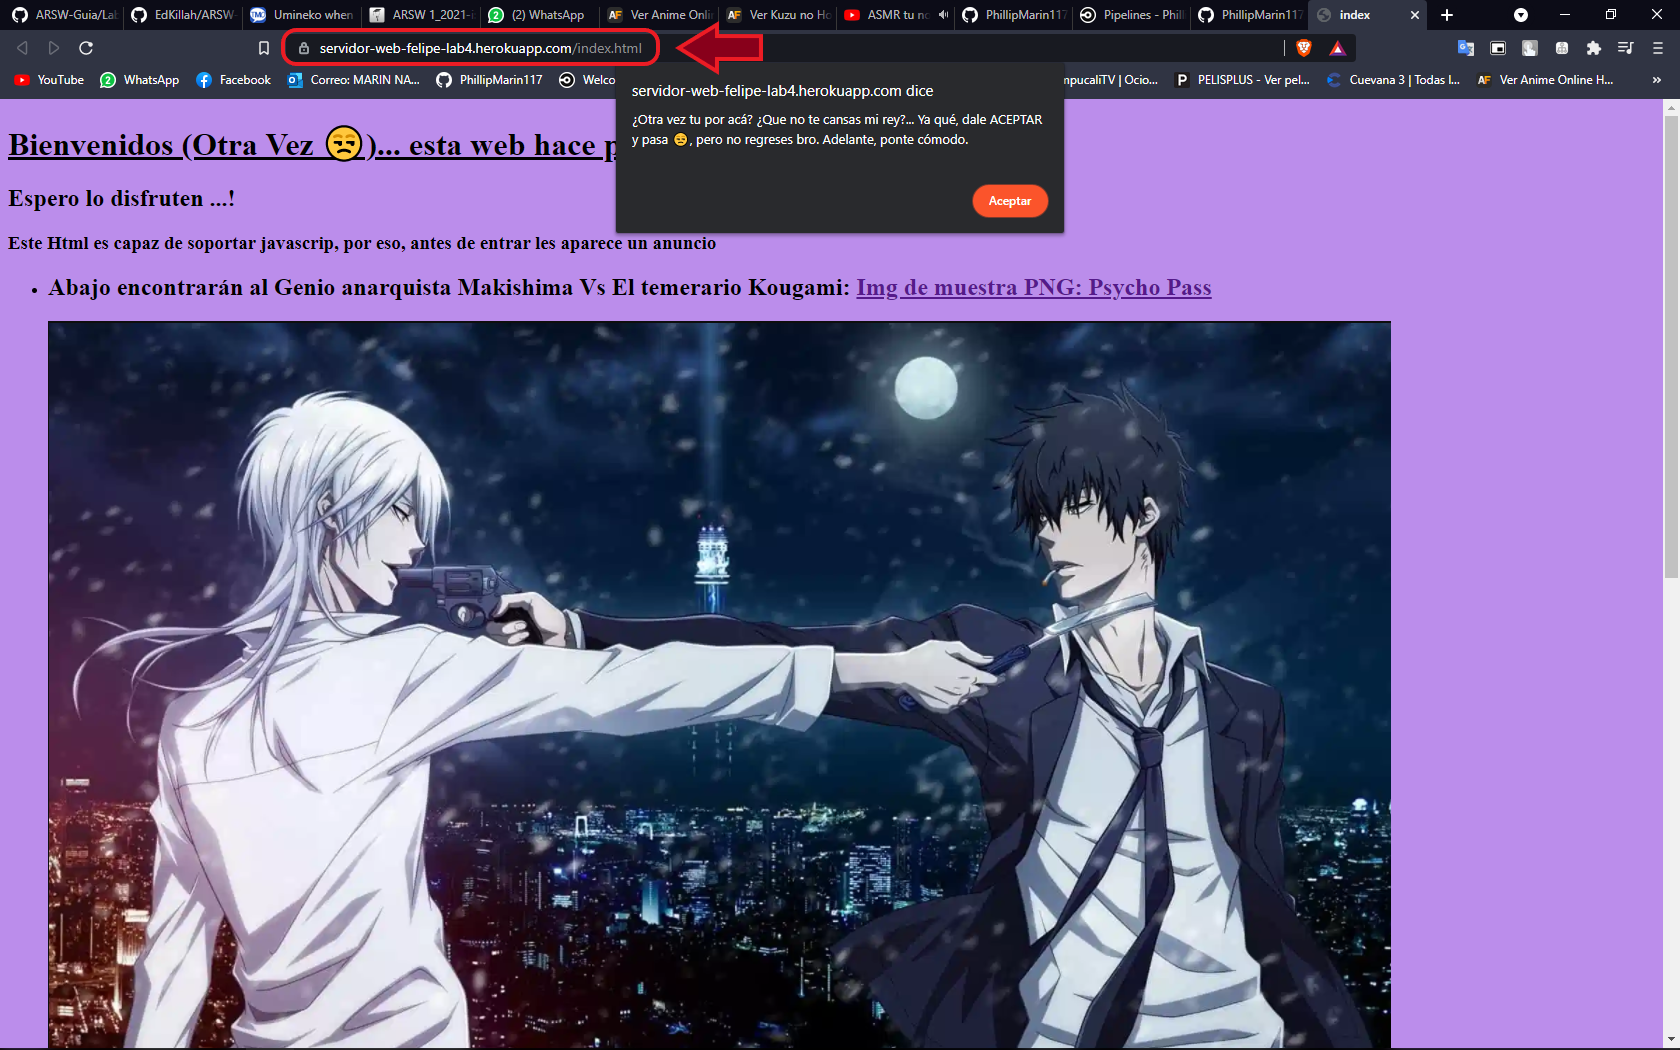 ARSW-Guia/Lab
EdKillah/ARSW-
Umineko when
ARSW 1_2021-i
(2) WhatsApp
Ver Anime Onli
Ver Kuzu no Ho
ASMR tu no
PhillipMarin117
Pipelines - Phill
PhillipMarin117
index
servidor-web-felipe-lab4.herokuapp.com/index.html
YouTube
WhatsApp
Facebook
Correo: MARIN NA...
PhillipMarin117
Welco
mpucaliTV | Ocio...
PELISPLUS - Ver pel...
Cuevana 3 | Todas l...
Ver Anime Online H...
»
servidor-web-felipe-lab4.herokuapp.com dice
¿Otra vez tu por acá? ¿Que no te cansas mi rey?... Ya qué, dale ACEPTAR
y pasa 😒, pero no regreses bro. Adelante, ponte cómodo.
Aceptar
Bienvenidos (Otra Vez 😒)... esta web hace p
Espero lo disfruten ...!
Este Html es capaz de soportar javascrip, por eso, antes de entrar les aparece un anuncio
• Abajo encontrarán al Genio anarquista Makishima Vs El temerario Kougami: Img de muestra PNG: Psycho Pass